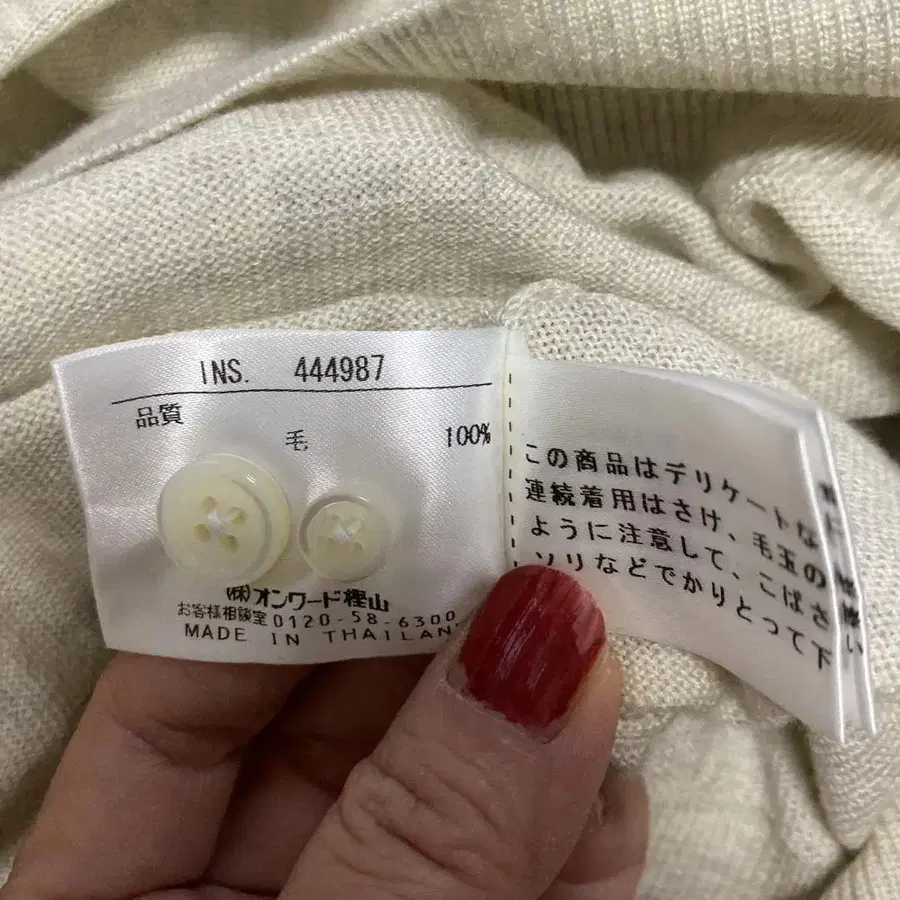 INS. 444987
品質
毛 100%
㈱オンワード樫山
お客様相談室 0120-58-6300
MADE IN THAILAN
この商品はデリケートな
連続着用はさけ、毛玉の
ように注意して、こばさ
ソリなどでかりとって下